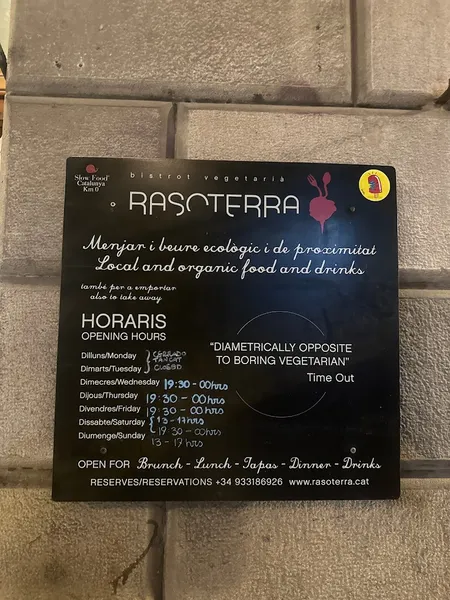 Slow Food®
Catalunya
Km 0
bistrot vegetarià
RASOTERRA
Menjar i beure ecològic i de proximitat
Local and organic food and drinks
també per a emportar
also to take away
HORARIS
OPENING HOURS
Dilluns/Monday CERRADO
TANCAT
Dimarts/Tuesday CLOSED
Dimecres/Wednesday 19:30 - 00hrs
Dijous/Thursday 19:30 - 00hrs
Divendres/Friday 19:30 - 00hrs
Dissabte/Saturday 13 - 17hrs
19:30 - 00hrs
Diumenge/Sunday 13 - 17hrs
"DIAMETRICALLY OPPOSITE
TO BORING VEGETARIAN"
Time Out
OPEN FOR Brunch - Lunch - Tapas - Dinner - Drinks
RESERVES/RESERVATIONS +34 933186926 www.rasoterra.cat